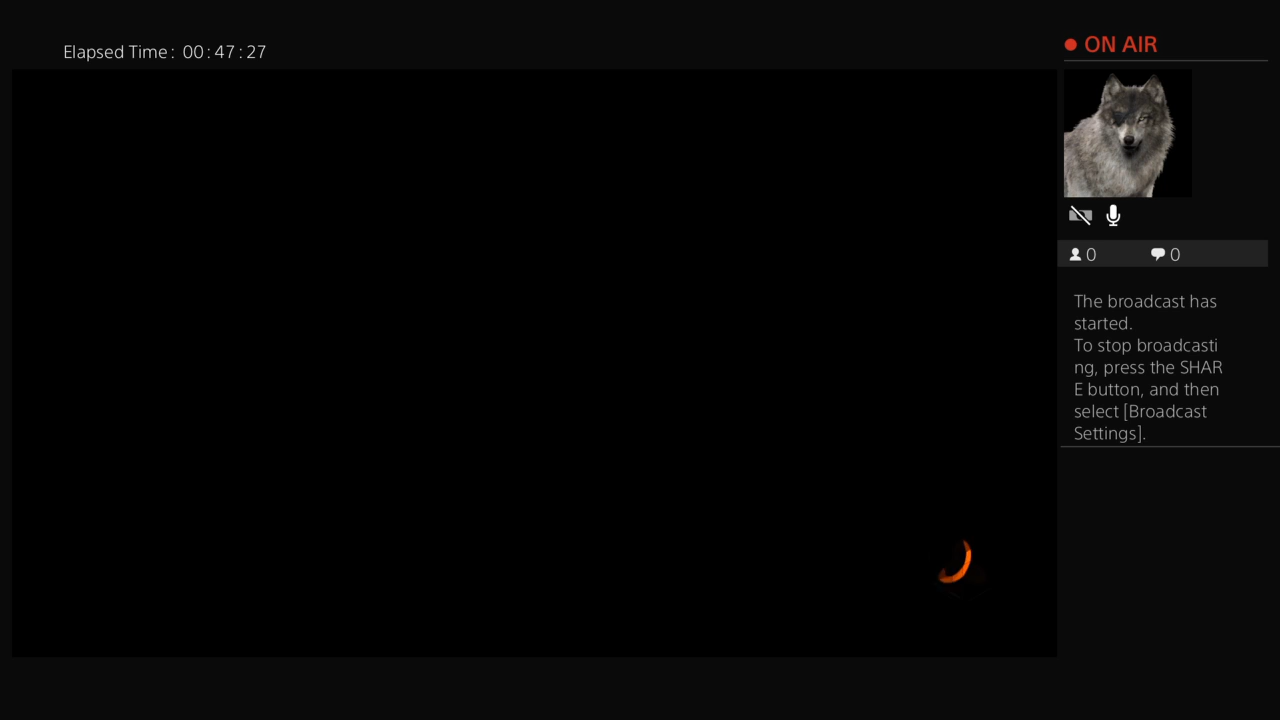 Elapsed Time: 00:47:27
ON AIR
0 0
The broadcast has
started.
To stop broadcasti
ng, press the SHAR
E button, and then
select [Broadcast
Settings].